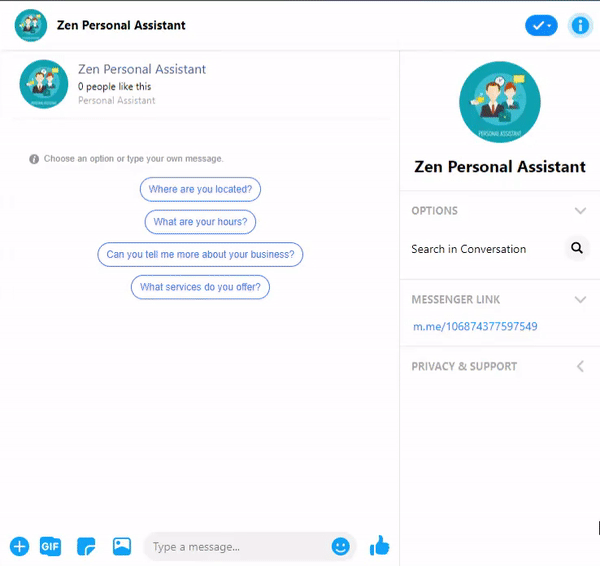 Zen Personal Assistant
Zen Personal Assistant
0 people like this
Personal Assistant
Choose an option or type your own message.
Where are you located?
What are your hours?
Can you tell me more about your business?
What services do you offer?
GIF
Type a message...
PERSONAL ASSISTANT
Zen Personal Assistant
OPTIONS
Search in Conversation
MESSENGER LINK
m.me/106874377597549
PRIVACY & SUPPORT